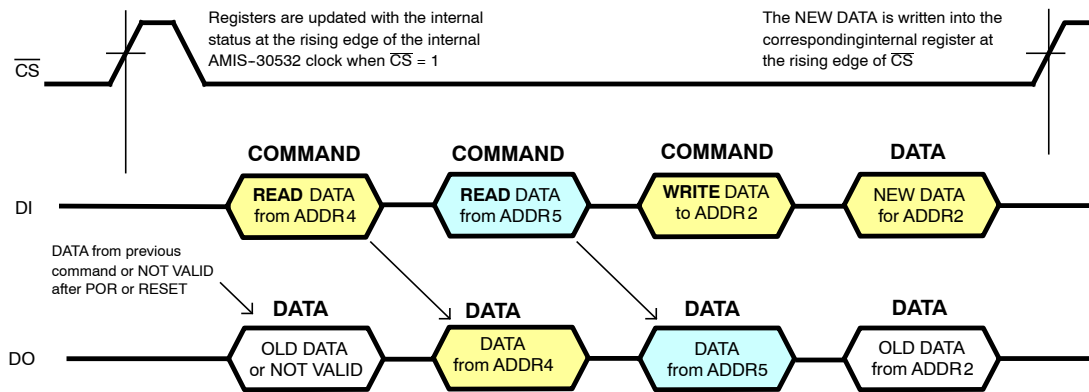 Registers are updated with the internal
status at the rising edge of the internal
AMIS-30532 clock when CS = 1
The NEW DATA is written into the
correspondinginternal register at
the rising edge of CS
CS
COMMAND
COMMAND
COMMAND
DATA
DI
READ DATA
from ADDR4
READ DATA
from ADDR5
WRITE DATA
to ADDR2
NEW DATA
for ADDR2
DATA from previous
command or NOT VALID
after POR or RESET
DATA
DATA
DATA
DATA
DO
OLD DATA
or NOT VALID
DATA
from ADDR4
DATA
from ADDR5
OLD DATA
from ADDR2